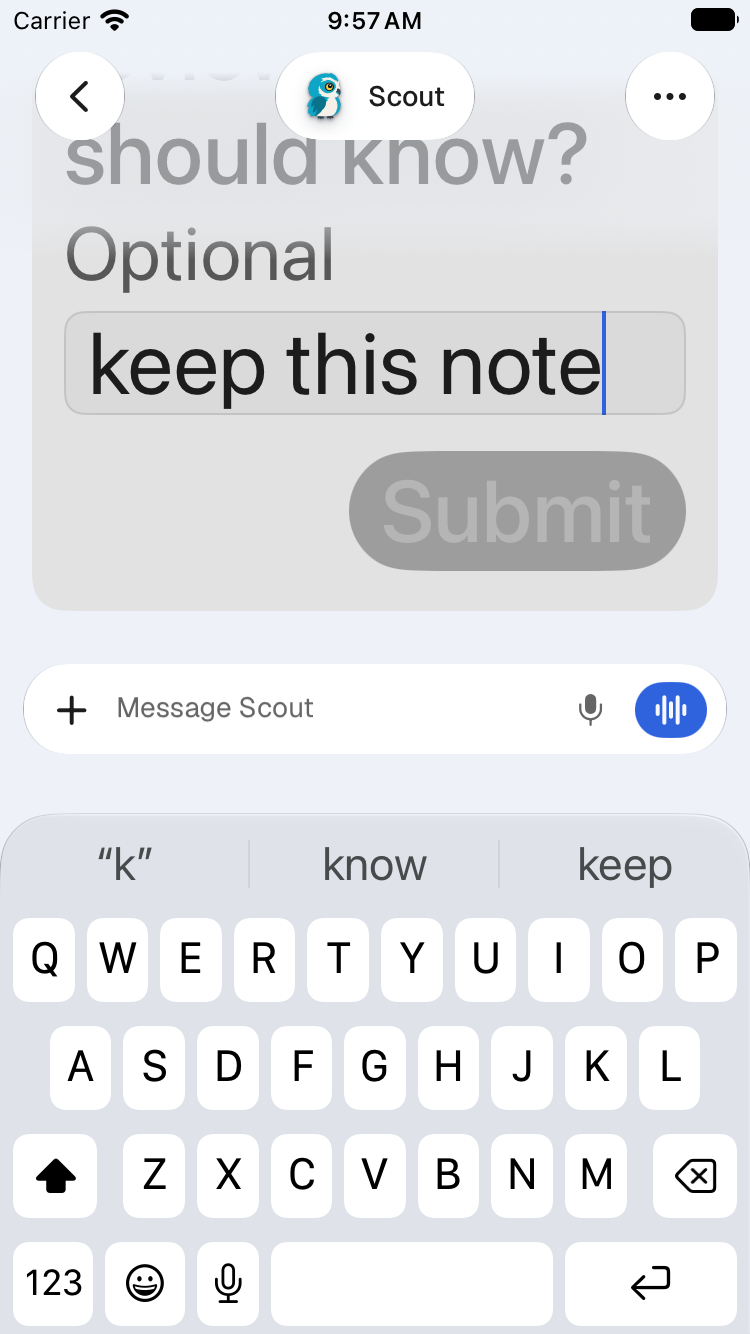 Carrier 9:57 AM
Scout
should know?
Optional
keep this note
Submit
Message Scout
“k” know keep
Q W E R T Y U I O P
A S D F G H J K L
Z X C V B N M
123